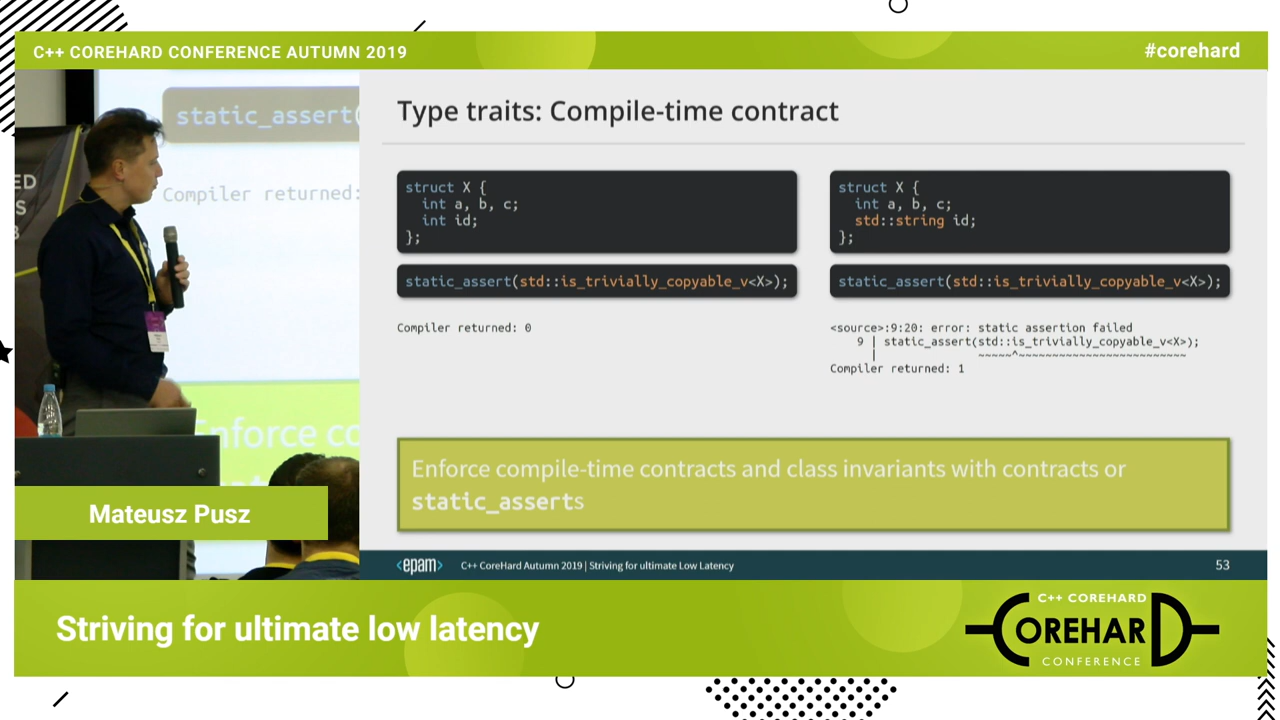 C++ COREHARD CONFERENCE AUTUMN 2019
#corehard
static_assert(
Compiler returned:
Enforce co
Type traits: Compile-time contract
struct X {
  int a, b, c;
  int id;
};
static_assert(std::is_trivially_copyable_v<X>);
Compiler returned: 0
struct X {
  int a, b, c;
  std::string id;
};
static_assert(std::is_trivially_copyable_v<X>);
<source>:9:20: error: static assertion failed
    9 | static_assert(std::is_trivially_copyable_v<X>);
      |               ~~~~~^~~~~~~~~~~~~~~~~~~~~~~~~~
Compiler returned: 1
Enforce compile-time contracts and class invariants with contracts or
static_asserts
Mateusz Pusz
<epam>
C++ CoreHard Autumn 2019 | Striving for ultimate Low Latency
53
Striving for ultimate low latency
C++ COREHARD
COREHARD
CONFERENCE